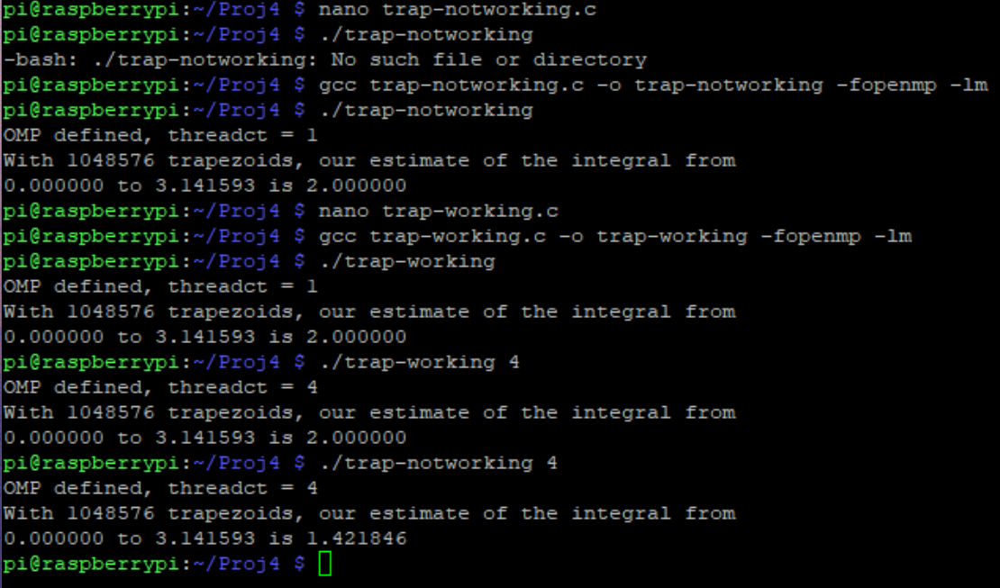 pi@raspberrypi:~/Proj4 $ nano trap-notworking.c
pi@raspberrypi:~/Proj4 $ ./trap-notworking
-bash: ./trap-notworking: No such file or directory
pi@raspberrypi:~/Proj4 $ gcc trap-notworking.c -o trap-notworking -fopenmp -lm
pi@raspberrypi:~/Proj4 $ ./trap-notworking
OMP defined, threadct = 1
With 1048576 trapezoids, our estimate of the integral from
0.000000 to 3.141593 is 2.000000
pi@raspberrypi:~/Proj4 $ nano trap-working.c
pi@raspberrypi:~/Proj4 $ gcc trap-working.c -o trap-working -fopenmp -lm
pi@raspberrypi:~/Proj4 $ ./trap-working
OMP defined, threadct = 1
With 1048576 trapezoids, our estimate of the integral from
0.000000 to 3.141593 is 2.000000
pi@raspberrypi:~/Proj4 $ ./trap-working 4
OMP defined, threadct = 4
With 1048576 trapezoids, our estimate of the integral from
0.000000 to 3.141593 is 2.000000
pi@raspberrypi:~/Proj4 $ ./trap-notworking 4
OMP defined, threadct = 4
With 1048576 trapezoids, our estimate of the integral from
0.000000 to 3.141593 is 1.421846
pi@raspberrypi:~/Proj4 $